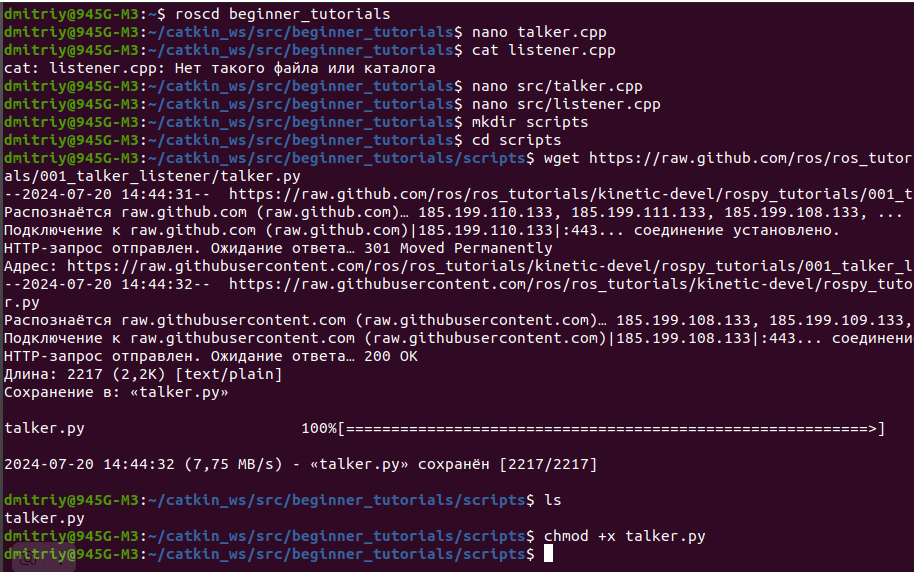 dmitriy@945G-M3:~$ roscd beginner_tutorials
dmitriy@945G-M3:~/catkin_ws/src/beginner_tutorials$ nano talker.cpp
dmitriy@945G-M3:~/catkin_ws/src/beginner_tutorials$ cat listener.cpp
cat: listener.cpp: Нет такого файла или каталога
dmitriy@945G-M3:~/catkin_ws/src/beginner_tutorials$ nano src/talker.cpp
dmitriy@945G-M3:~/catkin_ws/src/beginner_tutorials$ nano src/listener.cpp
dmitriy@945G-M3:~/catkin_ws/src/beginner_tutorials$ mkdir scripts
dmitriy@945G-M3:~/catkin_ws/src/beginner_tutorials$ cd scripts
dmitriy@945G-M3:~/catkin_ws/src/beginner_tutorials/scripts$ wget https://raw.github.com/ros/ros_tutor
als/001_talker_listener/talker.py
--2024-07-20 14:44:31--  https://raw.github.com/ros/ros_tutorials/kinetic-devel/rospy_tutorials/001_t
Распознаётся raw.github.com (raw.github.com)… 185.199.110.133, 185.199.111.133, 185.199.108.133, ...
Подключение к raw.github.com (raw.github.com)|185.199.110.133|:443... соединение установлено.
HTTP-запрос отправлен. Ожидание ответа… 301 Moved Permanently
Адрес: https://raw.githubusercontent.com/ros/ros_tutorials/kinetic-devel/rospy_tutorials/001_talker_l
--2024-07-20 14:44:32--  https://raw.githubusercontent.com/ros/ros_tutorials/kinetic-devel/rospy_tuto
r.py
Распознаётся raw.githubusercontent.com (raw.githubusercontent.com)… 185.199.108.133, 185.199.109.133,
Подключение к raw.githubusercontent.com (raw.githubusercontent.com)|185.199.108.133|:443... соединени
HTTP-запрос отправлен. Ожидание ответа… 200 OK
Длина: 2217 (2,2K) [text/plain]
Сохранение в: «talker.py»
talker.py 100%[==========================================================>]
2024-07-20 14:44:32 (7,75 MB/s) - «talker.py» сохранён [2217/2217]
dmitriy@945G-M3:~/catkin_ws/src/beginner_tutorials/scripts$ ls
talker.py
dmitriy@945G-M3:~/catkin_ws/src/beginner_tutorials/scripts$ chmod +x talker.py
dmitriy@945G-M3:~/catkin_ws/src/beginner_tutorials/scripts$